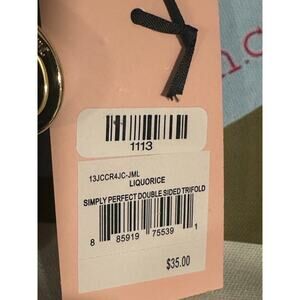 n.c
1113
13JCCR4JC-JML
LIQUORICE
SIMPLY PERFECT DOUBLE SIDED TRIFOLD
8 85919 75539 1
$35.00